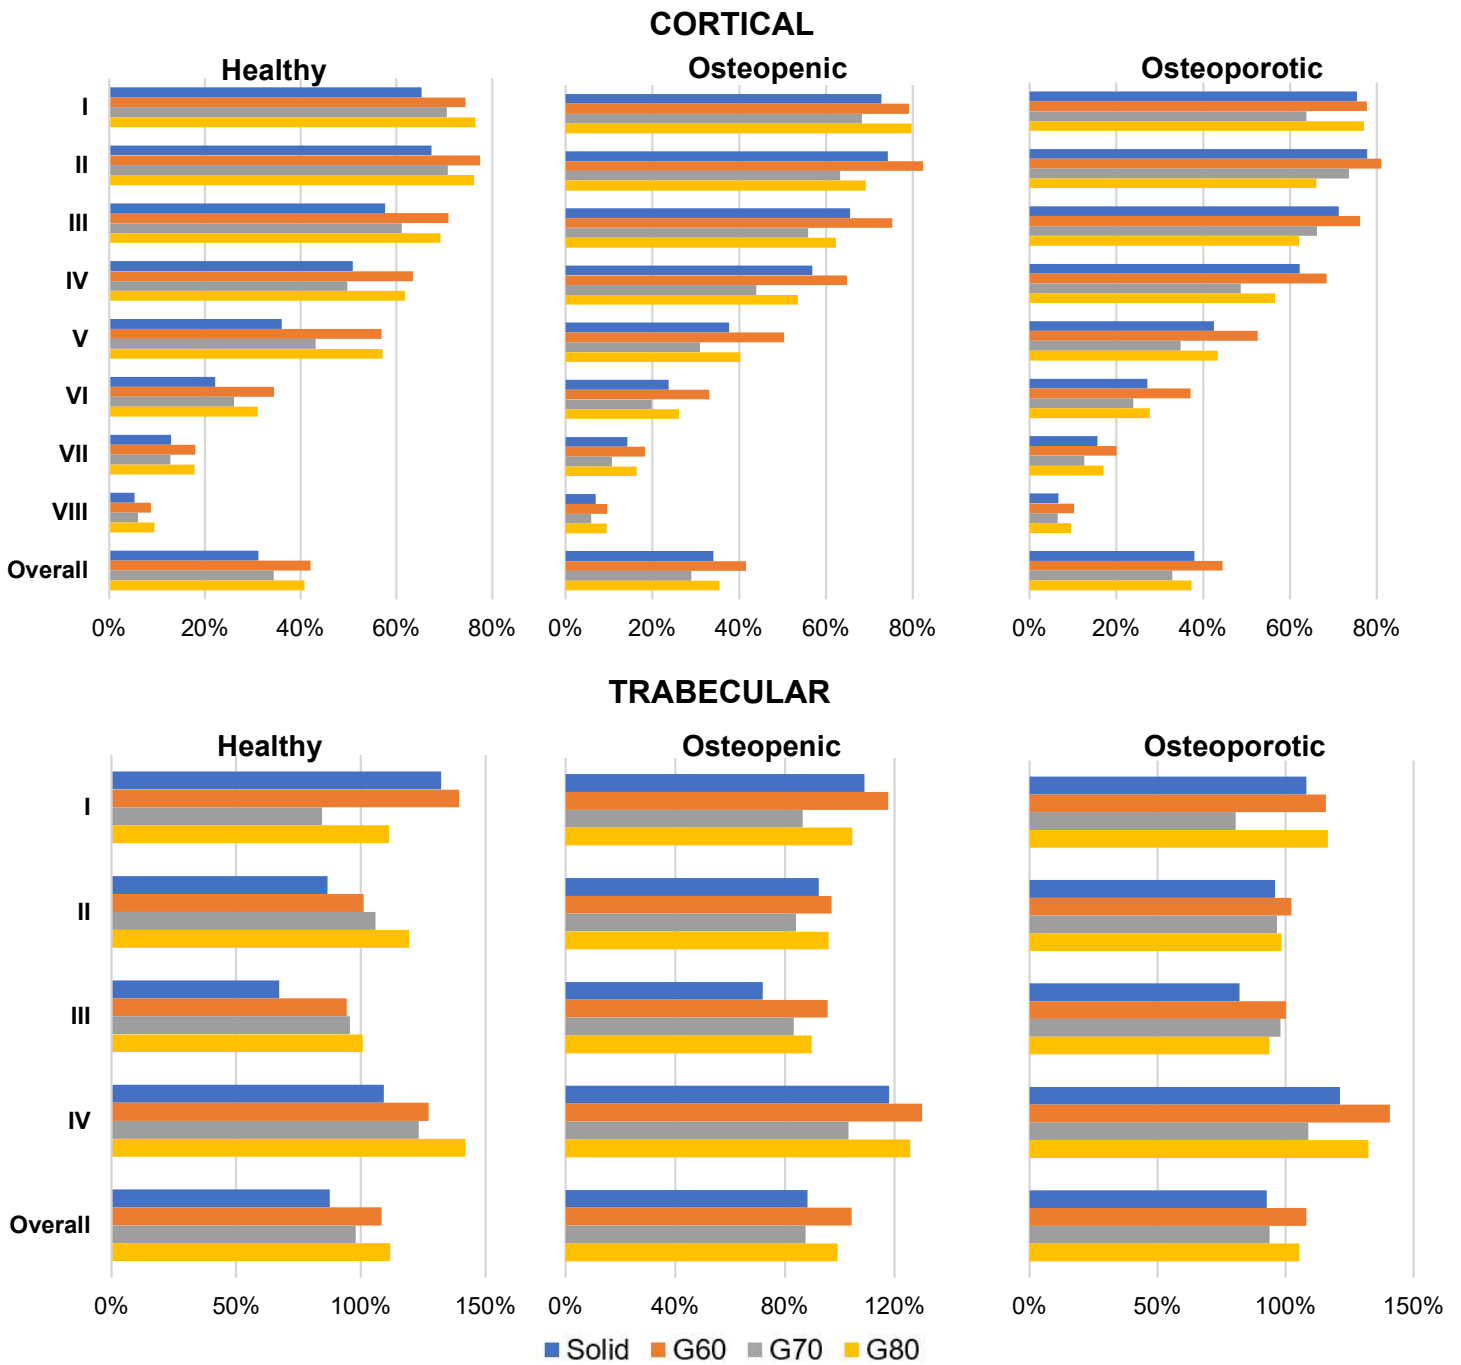 CORTICAL
Healthy Osteopenic Osteoporotic
I
II
III
IV
V
VI
VII
VIII
Overall
0% 20% 40% 60% 80% 0% 20% 40% 60% 80% 0% 20% 40% 60% 80%
TRABECULAR
Healthy Osteopenic Osteoporotic
I
II
III
IV
Overall
0% 50% 100% 150% 0% 40% 80% 120% 0% 50% 100% 150%
Solid G60 G70 G80